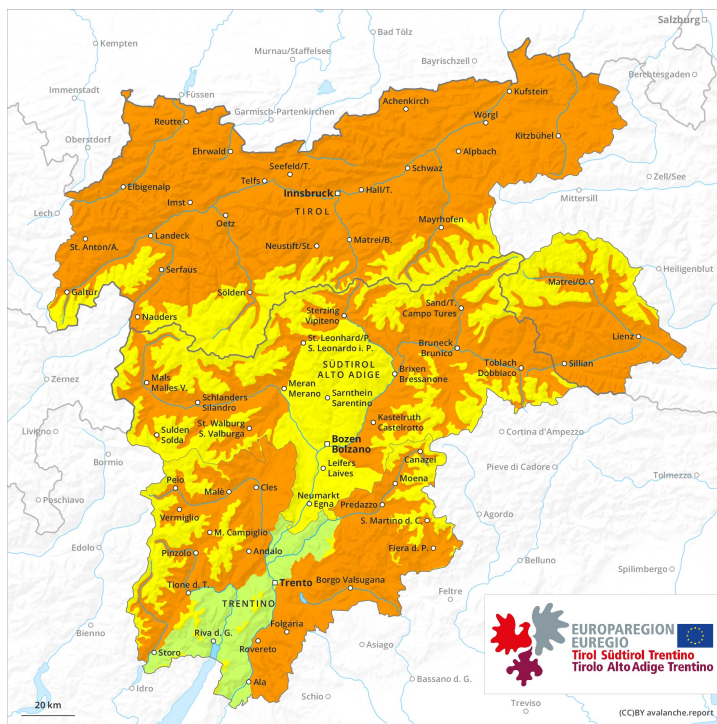 Salzburg
Kempten
Bad Tölz
Murnau/Staffelsee
Bayrischzell
Berchtesgaden
Immenstadt
Füssen
Garmisch-Partenkirchen
Achenkirch
Kufstein
Reutte
Wörgl
Oberstdorf
Kitzbühel
Ehrwald
Alpbach
Seefeld/T.
Schwaz
Zell/See
Elbigenalp
Telfs
Innsbruck
Hall/T.
Mittersill
Imst
TIROL
Lech
Oetz
Mayrhofen
Landeck
Neustift/St.
Matrei/B.
St. Anton/A.
Serfaus
Heiligenblut
Galtür
Sölden
Matrei/O.
Nauders
Sterzing
Vipiteno
Sand/T.
Campo Tures
St. Leonhard/P.
S. Leonardo i. P.
Bruneck
Brunico
Lienz
SÜDTIROL
ALTO ADIGE
Toblach
Dobbiaco
Sillian
Zernez
Mals
Malles V.
Meran
Merano
Brixen
Bressanone
Sarnthein
Sarentino
Schlanders
Silandro
Kastelruth
Castelrotto
St. Walburg
S. Valburga
Livigno
Sulden
Solda
Bozen
Bolzano
Cortina d'Ampezzo
Bormio
Canazei
Leifers
Laives
Pieve di Cadore
Tolmezzo
Peio
Cles
Moena
Poschiavo
Malè
Neumarkt
Egna
Predazzo
Vermiglio
Agordo
S. Martino d. C.
M. Campiglio
Edolo
Pinzolo
Andalo
Fiera d. P.
Belluno
Spilimbergo
Tione d. T.
Trento
Borgo Valsugana
Feltre
TRENTINO
Bienno
Riva d. G.
Folgaria
Storo
Rovereto
Asiago
Idro
Ala
Schio
Bassano d. G.
Treviso
EUROPAREGION
EUREGIO
Tirol Südtirol Trentino
Tirolo Alto Adige Trentino
20 km
(CC)BY avalanche.report